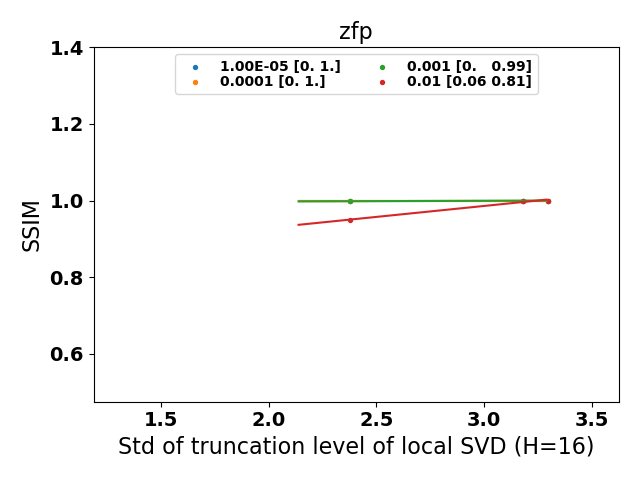 zfp
1.00E-05 [0. 1.]
0.0001 [0. 1.]
0.001 [0.   0.99]
0.01 [0.06 0.81]
SSIM
1.4
1.2
1.0
0.8
0.6
1.5 2.0 2.5 3.0 3.5
Std of truncation level of local SVD (H=16)